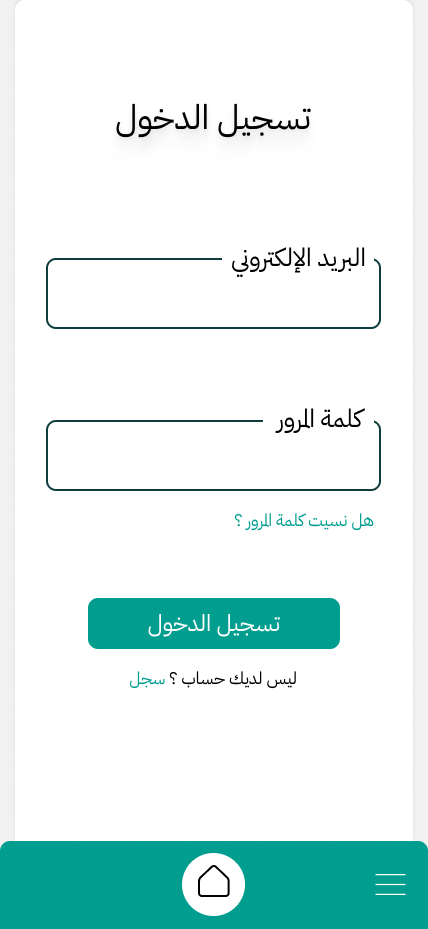 تسجيل الدخول
البريد الإلكتروني
كلمة المرور
هل نسيت كلمة المرور ؟
تسجيل الدخول
ليس لديك حساب ؟ سجل